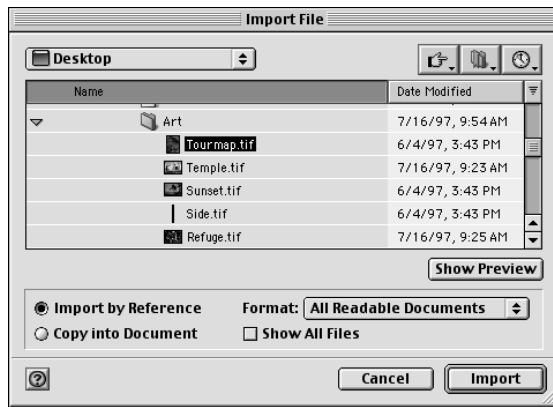 Import File
Desktop
Name Date Modified
Art 7/16/97, 9:54 AM
Tourmap.tif 6/4/97, 3:43 PM
Temple.tif 7/16/97, 9:23 AM
Sunset.tif 6/4/97, 3:43 PM
Side.tif 6/4/97, 3:43 PM
Refuge.tif 7/16/97, 9:25 AM
Show Preview
Import by Reference Format: All Readable Documents
Copy into Document Show All Files
? Cancel Import